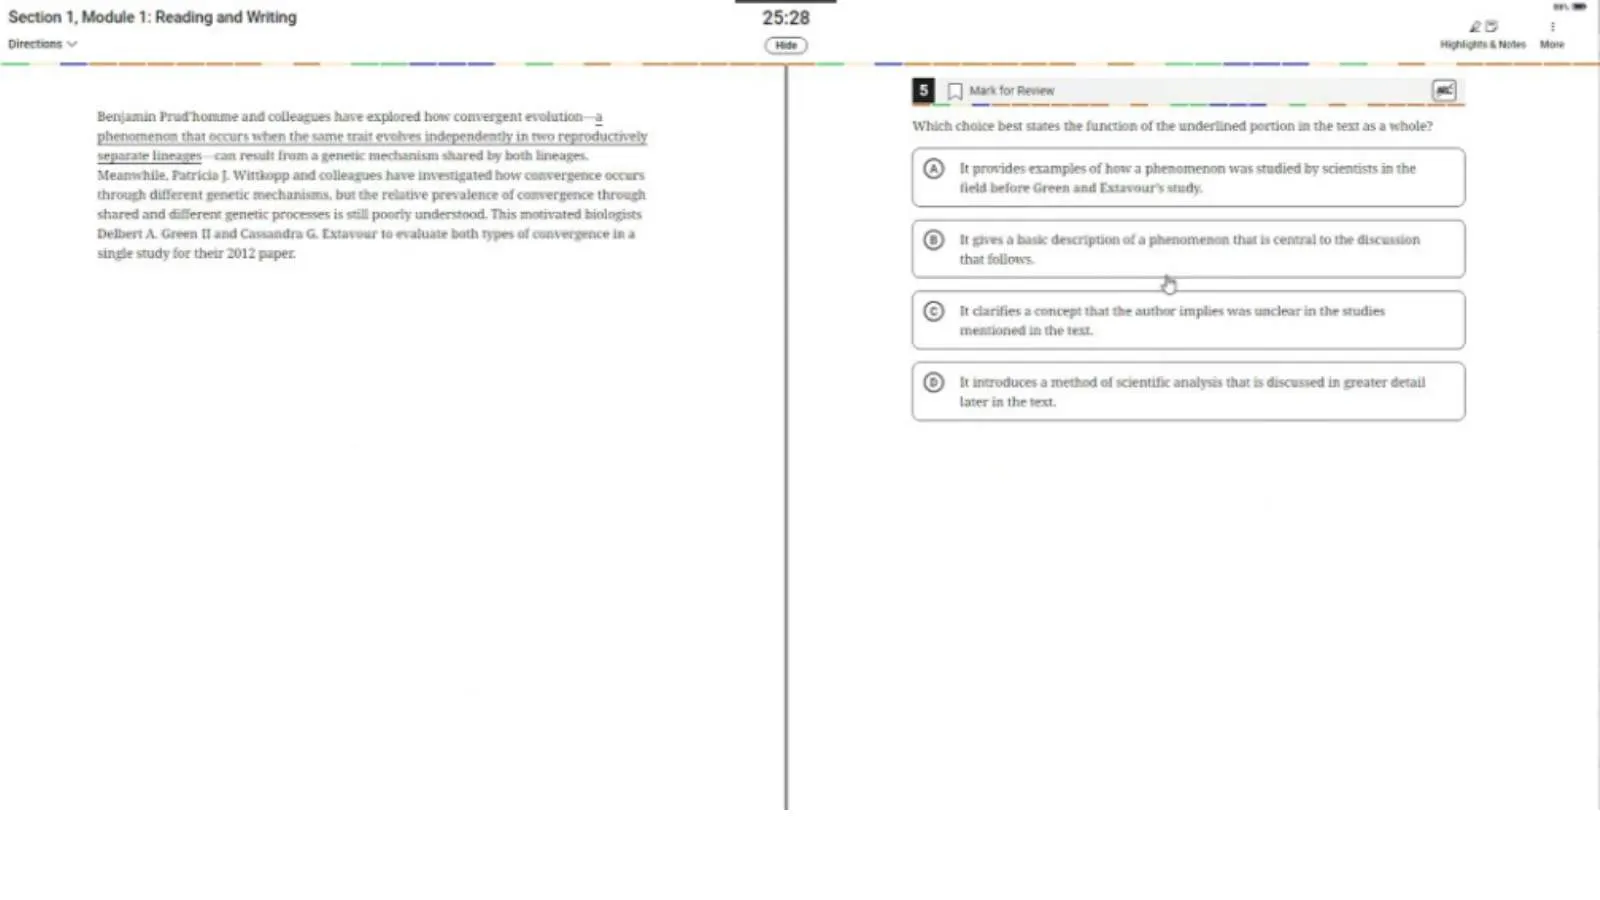 Section 1, Module 1: Reading and Writing
Directions
25:28
Hide
Highlights & Notes
More
Benjamin Prud'homme and colleagues have explored how convergent evolution—a
phenomenon that occurs when the same trait evolves independently in two reproductively
separate lineages—can result from a genetic mechanism shared by both lineages.
Meanwhile, Patricia J. Wittkopp and colleagues have investigated how convergence occurs
through different genetic mechanisms, but the relative prevalence of convergence through
shared and different genetic processes is still poorly understood. This motivated biologists
Delbert A. Green II and Cassandra G. Extavour to evaluate both types of convergence in a
single study for their 2012 paper.
5
Mark for Review
ABC
Which choice best states the function of the underlined portion in the text as a whole?
A
It provides examples of how a phenomenon was studied by scientists in the
field before Green and Extavour's study.
B
It gives a basic description of a phenomenon that is central to the discussion
that follows.
C
It clarifies a concept that the author implies was unclear in the studies
mentioned in the text.
D
It introduces a method of scientific analysis that is discussed in greater detail
later in the text.